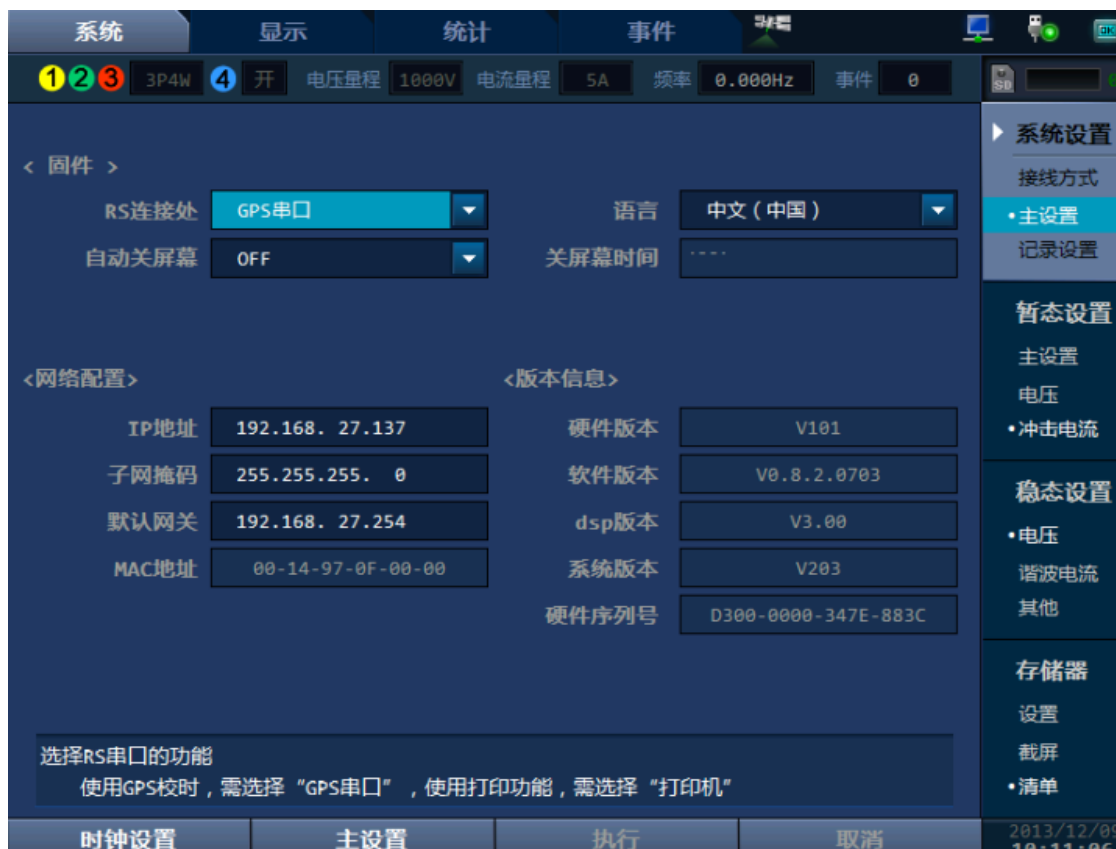 系统 显示 统计 事件
1 2 3 3P4W 4 开 电压量程 1000V 电流量程 5A 频率 0.000Hz 事件 0 SD
< 固件 >
RS连接处 GPS串口 语言 中文 ( 中国 )
自动关屏幕 OFF 关屏幕时间 ----
<网络配置> <版本信息>
IP地址 192.168. 27.137 硬件版本 V101
子网掩码 255.255.255. 0 软件版本 V0.8.2.0703
默认网关 192.168. 27.254 dsp版本 V3.00
MAC地址 00-14-97-0F-00-00 系统版本 V203
硬件序列号 D300-0000-347E-883C
选择RS串口的功能
使用GPS校时 , 需选择 “GPS串口” , 使用打印功能 , 需选择 “打印机”
时钟设置 主设置 执行 取消
系统设置
接线方式
•主设置
记录设置
暂态设置
主设置
电压
•冲击电流
稳态设置
•电压
谐波电流
其他
存储器
设置
截屏
•清单
2013/12/09
10:11:06